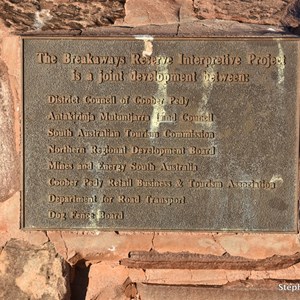 The Breakaways Reserve Interpretive Project
is a joint development between:
District Council of Coober Pedy
Antakirinja Mutuntjarra Land Council
South Australian Tourism Commission
Northern Regional Development Board
Mines and Energy South Australia
Coober Pedy Retail Business & Tourism Association
Department for Road Transport
Dog Fence Board